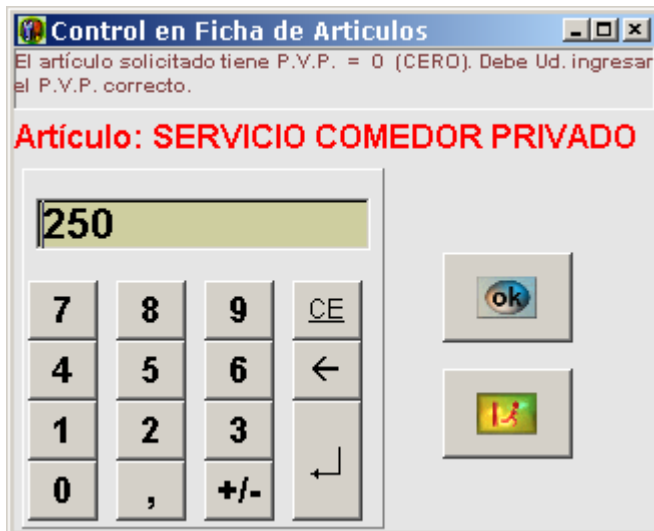 Control en Ficha de Articulos
El artículo solicitado tiene P.V.P. = 0 (CERO). Debe Ud. ingresar
el P.V.P. correcto.
Artículo: SERVICIO COMEDOR PRIVADO
250
7 8 9 CE
ok
4 5 6 ←
1 2 3
0 , +/-